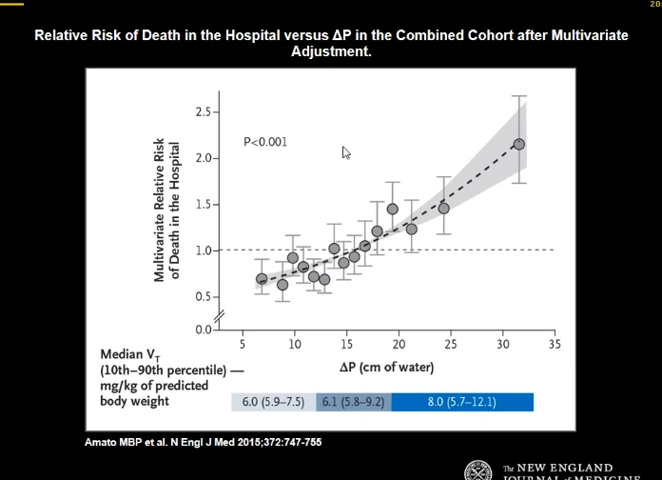 20:
Relative Risk of Death in the Hospital versus ΔP in the Combined Cohort after Multivariate
Adjustment.
Multivariate Relative Risk
of Death in the Hospital
2.5
2.0
1.5
1.0
0.5
0.0
P<0.001
5 10 15 20 25 30 35
ΔP (cm of water)
Median VT
(10th–90th percentile) —
mg/kg of predicted
body weight
6.0 (5.9–7.5) 6.1 (5.8–9.2) 8.0 (5.7–12.1)
Amato MBP et al. N Engl J Med 2015;372:747-755
The NEW ENGLAND
JOURNAL of MEDICINE